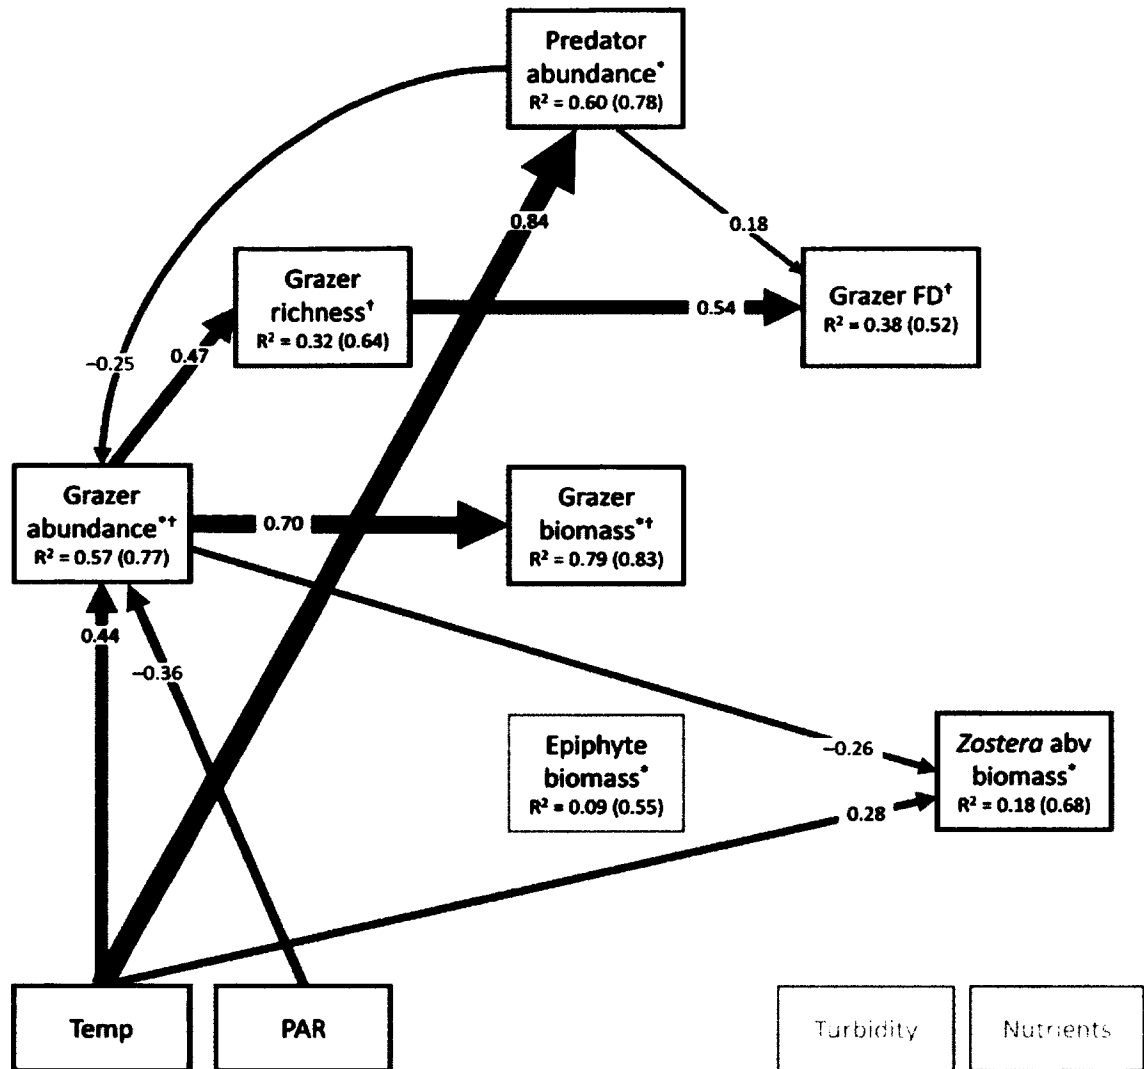 Predator
abundance*
R² = 0.60 (0.78)
0.84
0.18
Grazer
richness†
R² = 0.32 (0.64)
0.54
Grazer FD†
R² = 0.38 (0.52)
−0.25
0.47
Grazer
abundance*†
R² = 0.57 (0.77)
0.70
Grazer
biomass*†
R² = 0.79 (0.83)
0.44
−0.36
Epiphyte
biomass*
R² = 0.09 (0.55)
−0.26
Zostera abv
biomass*
R² = 0.18 (0.68)
0.28
Temp
PAR
Turbidity
Nutrients